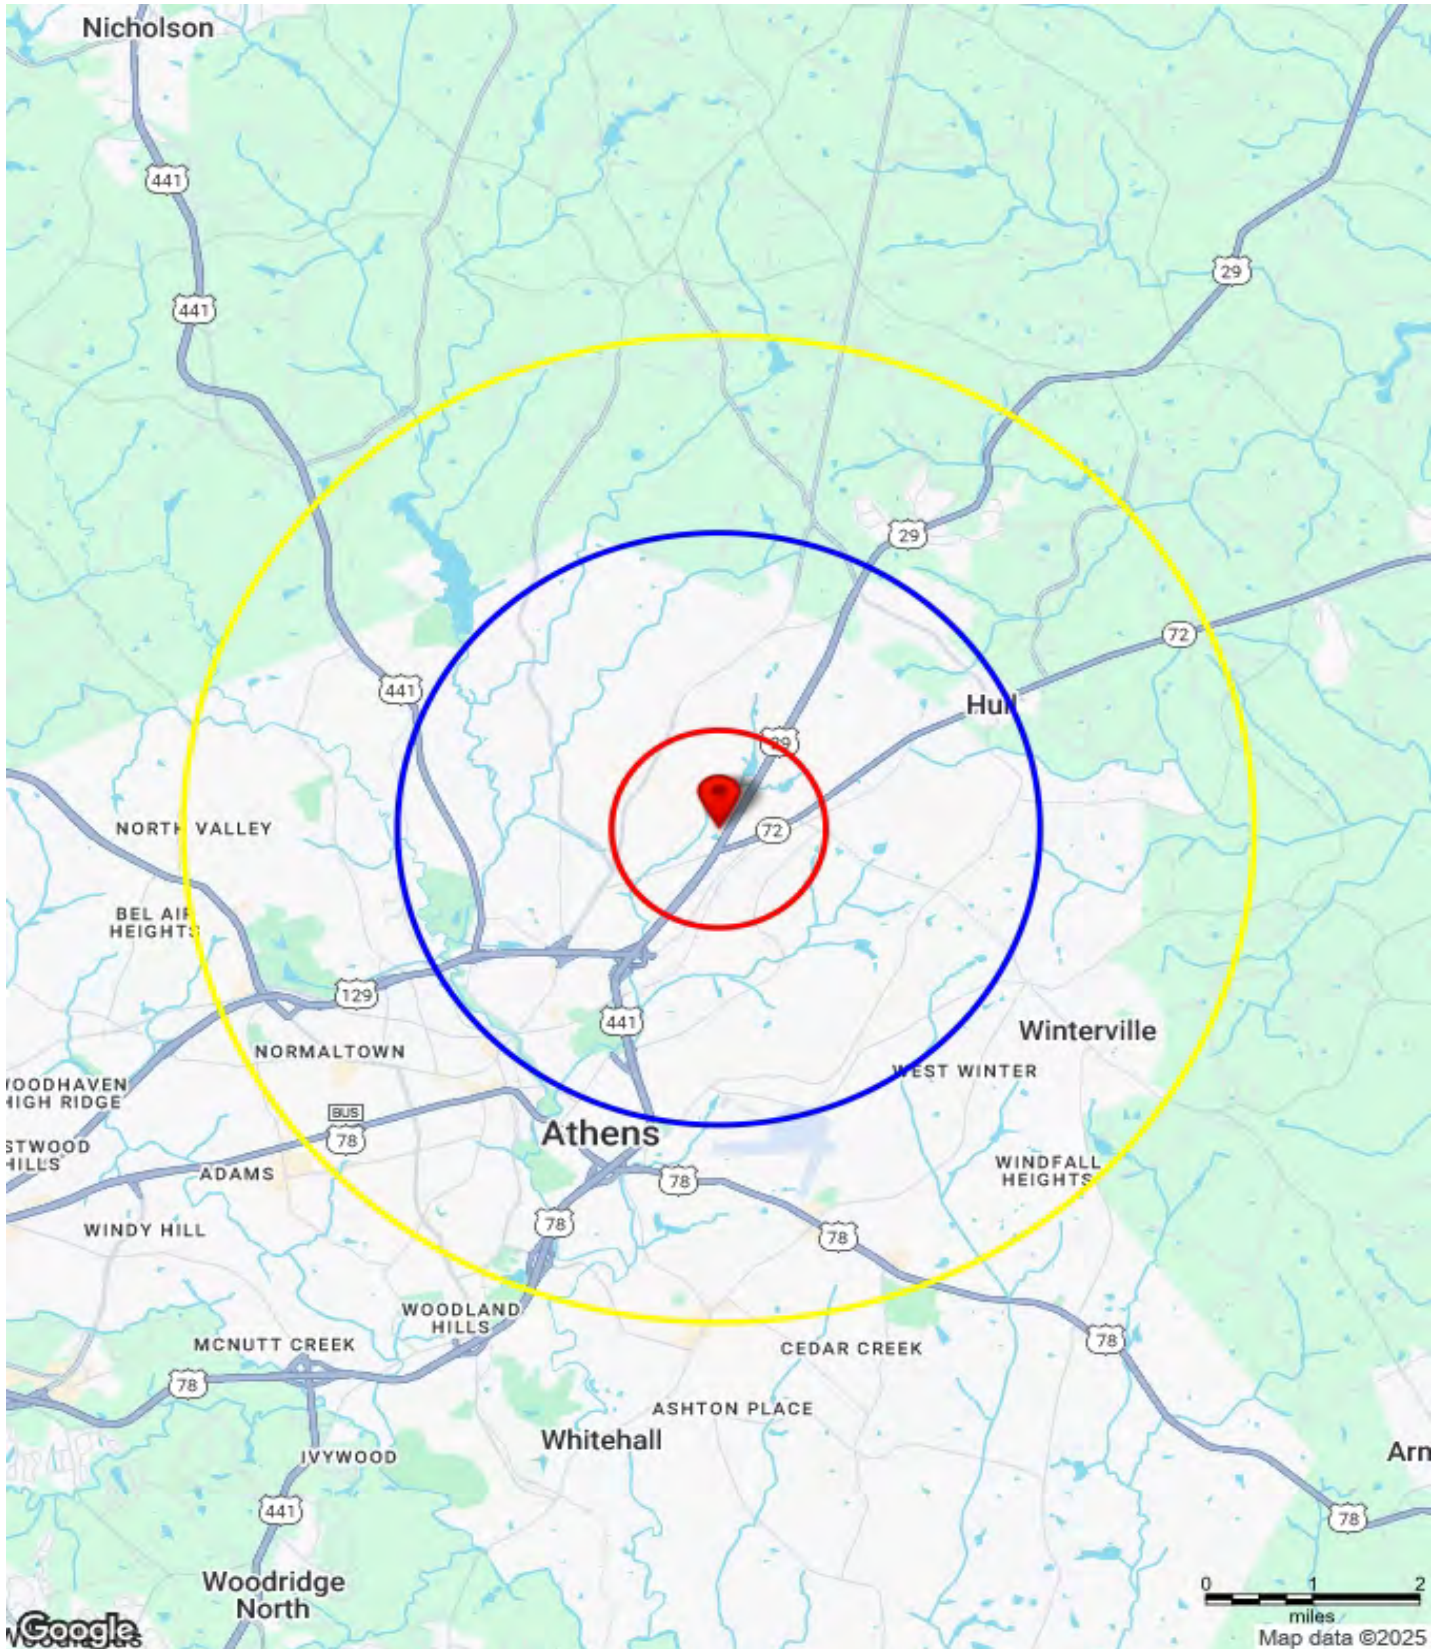 Nicholson
441
29
441
29
72
441
Hull
29
72
NORTH VALLEY
BEL AIR
HEIGHTS
129
441
Winterville
NORMALTOWN
WEST WINTER
WOODHAVEN
HIGH RIDGE
BUS
78
Athens
STWOOD
HILLS
ADAMS
78
WINDFALL
HEIGHTS
WINDY HILL
78
78
WOODLAND
HILLS
MCNUTT CREEK
CEDAR CREEK
78
78
ASHTON PLACE
Whitehall
Arn
IVYWOOD
441
78
Woodridge
North
0 1 2
miles
Google
Map data ©2025